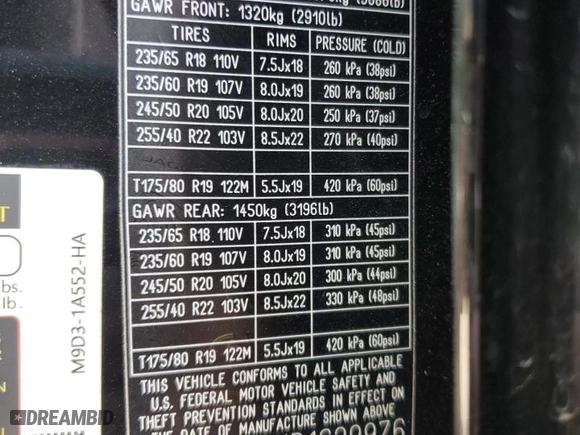 GAWR FRONT: 1320kg (2910lb)
TIRES RIMS PRESSURE (COLD)
235/65 R18 110V 7.5Jx18 260 kPa (38psi)
235/60 R19 107V 8.0Jx19 260 kPa (38psi)
245/50 R20 105V 8.0Jx20 250 kPa (37psi)
255/40 R22 103V 8.5Jx22 270 kPa (40psi)
T175/80 R19 122M 5.5Jx19 420 kPa (60psi)
GAWR REAR: 1450kg (3196lb)
235/65 R18 110V 7.5Jx18 310 kPa (45psi)
235/60 R19 107V 8.0Jx19 310 kPa (45psi)
245/50 R20 105V 8.0Jx20 300 kPa (44psi)
255/40 R22 103V 8.5Jx22 330 kPa (48psi)
T175/80 R19 122M 5.5Jx19 420 kPa (60psi)
THIS VEHICLE CONFORMS TO ALL APPLICABLE
U.S. FEDERAL MOTOR VEHICLE SAFETY AND
THEFT PREVENTION STANDARDS IN EFFECT ON
THE DATE OF MANUFACTURE
M9D3-1A552-HA
bs.
lb.
DREAMBID